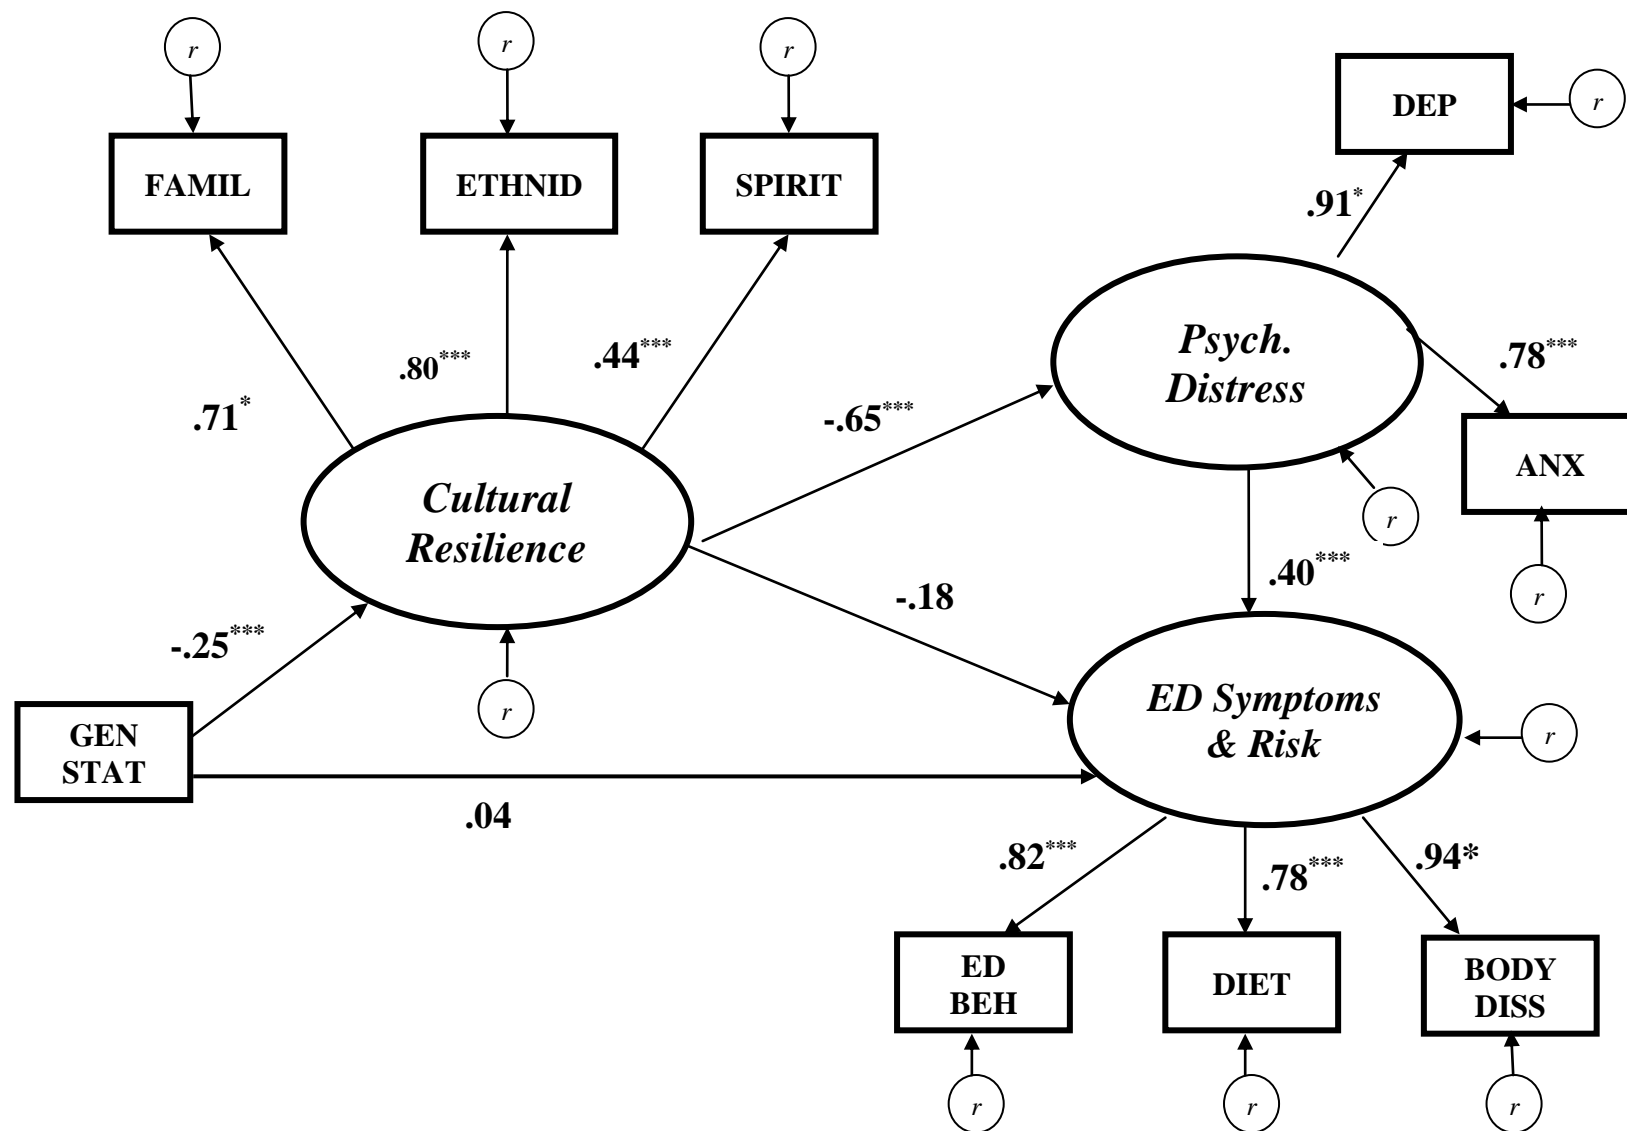 r
r
r
r
DEP
FAMIL
ETHNID
SPIRIT
.91*
Psych.
Distress
.78***
.80***
.44***
.71*
-.65***
ANX
Cultural
Resilience
r
.40***
r
-.18
-.25***
r
ED Symptoms
& Risk
r
GEN
STAT
.04
.82***
.78***
.94*
ED
BEH
DIET
BODY
DISS
r
r
r